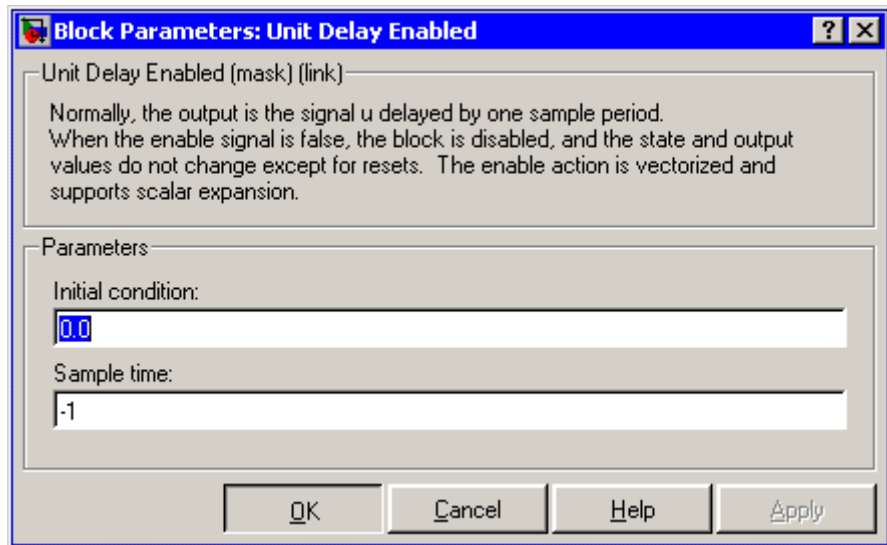 Block Parameters: Unit Delay Enabled
Unit Delay Enabled (mask) (link)
Normally, the output is the signal u delayed by one sample period.
When the enable signal is false, the block is disabled, and the state and output
values do not change except for resets.  The enable action is vectorized and
supports scalar expansion.
Parameters
Initial condition:
0.0
Sample time:
-1
OK Cancel Help Apply